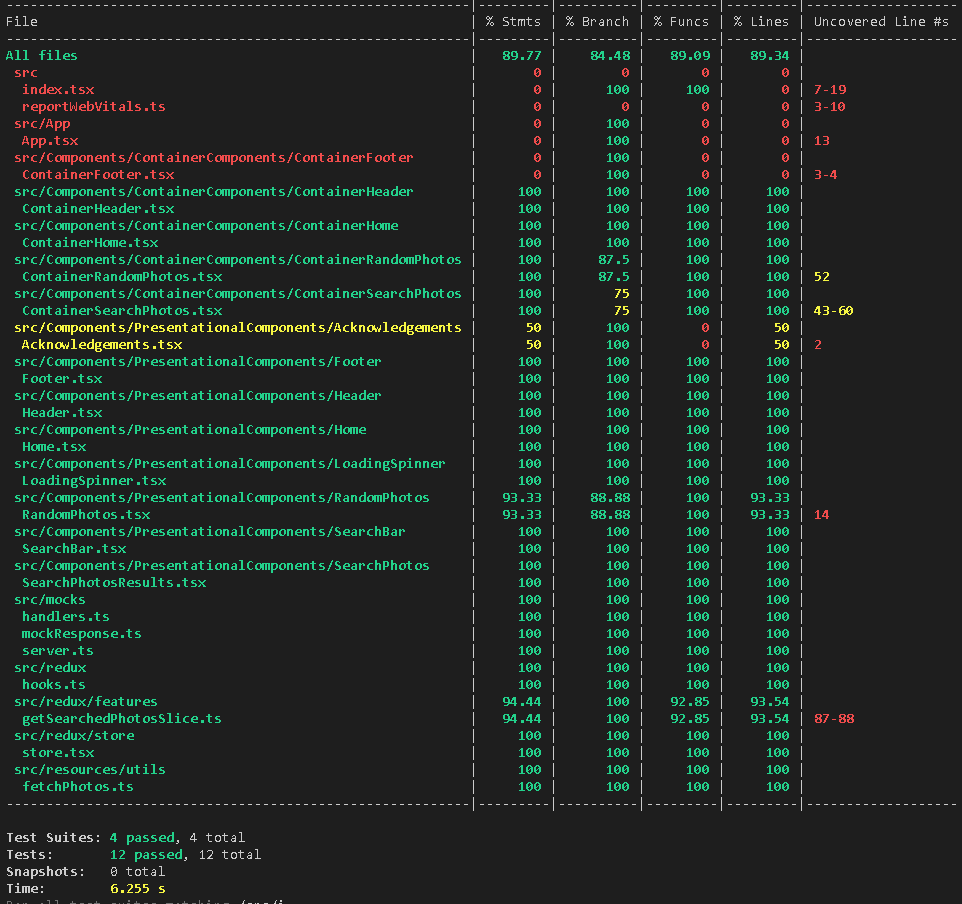 File | % Stmts | % Branch | % Funcs | % Lines | Uncovered Line #s
All files | 89.77 | 84.48 | 89.09 | 89.34 |
src | 0 | 0 | 0 | 0 |
index.tsx | 0 | 100 | 100 | 0 | 7-19
reportWebVitals.ts | 0 | 0 | 0 | 0 | 3-10
src/App | 0 | 100 | 0 | 0 |
App.tsx | 0 | 100 | 0 | 0 | 13
src/Components/ContainerComponents/ContainerFooter | 0 | 100 | 0 | 0 |
ContainerFooter.tsx | 0 | 100 | 0 | 0 | 3-4
src/Components/ContainerComponents/ContainerHeader | 100 | 100 | 100 | 100 |
ContainerHeader.tsx | 100 | 100 | 100 | 100 |
src/Components/ContainerComponents/ContainerHome | 100 | 100 | 100 | 100 |
ContainerHome.tsx | 100 | 100 | 100 | 100 |
src/Components/ContainerComponents/ContainerRandomPhotos | 100 | 87.5 | 100 | 100 |
ContainerRandomPhotos.tsx | 100 | 87.5 | 100 | 100 | 52
src/Components/ContainerComponents/ContainerSearchPhotos | 100 | 75 | 100 | 100 |
ContainerSearchPhotos.tsx | 100 | 75 | 100 | 100 | 43-60
src/Components/PresentationalComponents/Acknowledgements | 50 | 100 | 0 | 50 |
Acknowledgements.tsx | 50 | 100 | 0 | 50 | 2
src/Components/PresentationalComponents/Footer | 100 | 100 | 100 | 100 |
Footer.tsx | 100 | 100 | 100 | 100 |
src/Components/PresentationalComponents/Header | 100 | 100 | 100 | 100 |
Header.tsx | 100 | 100 | 100 | 100 |
src/Components/PresentationalComponents/Home | 100 | 100 | 100 | 100 |
Home.tsx | 100 | 100 | 100 | 100 |
src/Components/PresentationalComponents/LoadingSpinner | 100 | 100 | 100 | 100 |
LoadingSpinner.tsx | 100 | 100 | 100 | 100 |
src/Components/PresentationalComponents/RandomPhotos | 93.33 | 88.88 | 100 | 93.33 |
RandomPhotos.tsx | 93.33 | 88.88 | 100 | 93.33 | 14
src/Components/PresentationalComponents/SearchBar | 100 | 100 | 100 | 100 |
SearchBar.tsx | 100 | 100 | 100 | 100 |
src/Components/PresentationalComponents/SearchPhotos | 100 | 100 | 100 | 100 |
SearchPhotosResults.tsx | 100 | 100 | 100 | 100 |
src/mocks | 100 | 100 | 100 | 100 |
handlers.ts | 100 | 100 | 100 | 100 |
mockResponse.ts | 100 | 100 | 100 | 100 |
server.ts | 100 | 100 | 100 | 100 |
src/redux | 100 | 100 | 100 | 100 |
hooks.ts | 100 | 100 | 100 | 100 |
src/redux/features | 94.44 | 100 | 92.85 | 93.54 |
getSearchedPhotosSlice.ts | 94.44 | 100 | 92.85 | 93.54 | 87-88
src/redux/store | 100 | 100 | 100 | 100 |
store.tsx | 100 | 100 | 100 | 100 |
src/resources/utils | 100 | 100 | 100 | 100 |
fetchPhotos.ts | 100 | 100 | 100 | 100 |
Test Suites: 4 passed, 4 total
Tests: 12 passed, 12 total
Snapshots: 0 total
Time: 6.255 s